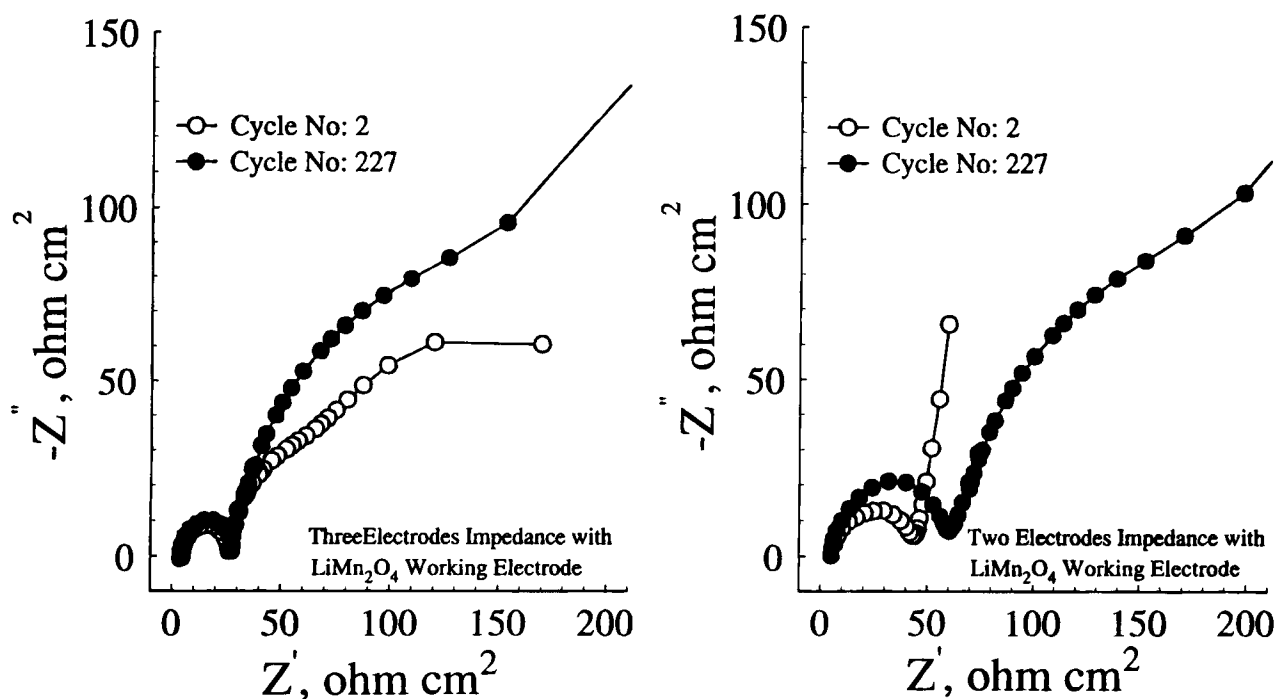 150
100
50
0
-Z", ohm cm²
Cycle No: 2
Cycle No: 227
ThreeElectrodes Impedance with
LiMn₂O₄ Working Electrode
0 50 100 150 200
Z', ohm cm²
150
100
50
0
-Z", ohm cm²
Cycle No: 2
Cycle No: 227
Two Electrodes Impedance with
LiMn₂O₄ Working Electrode
0 50 100 150 200
Z', ohm cm²